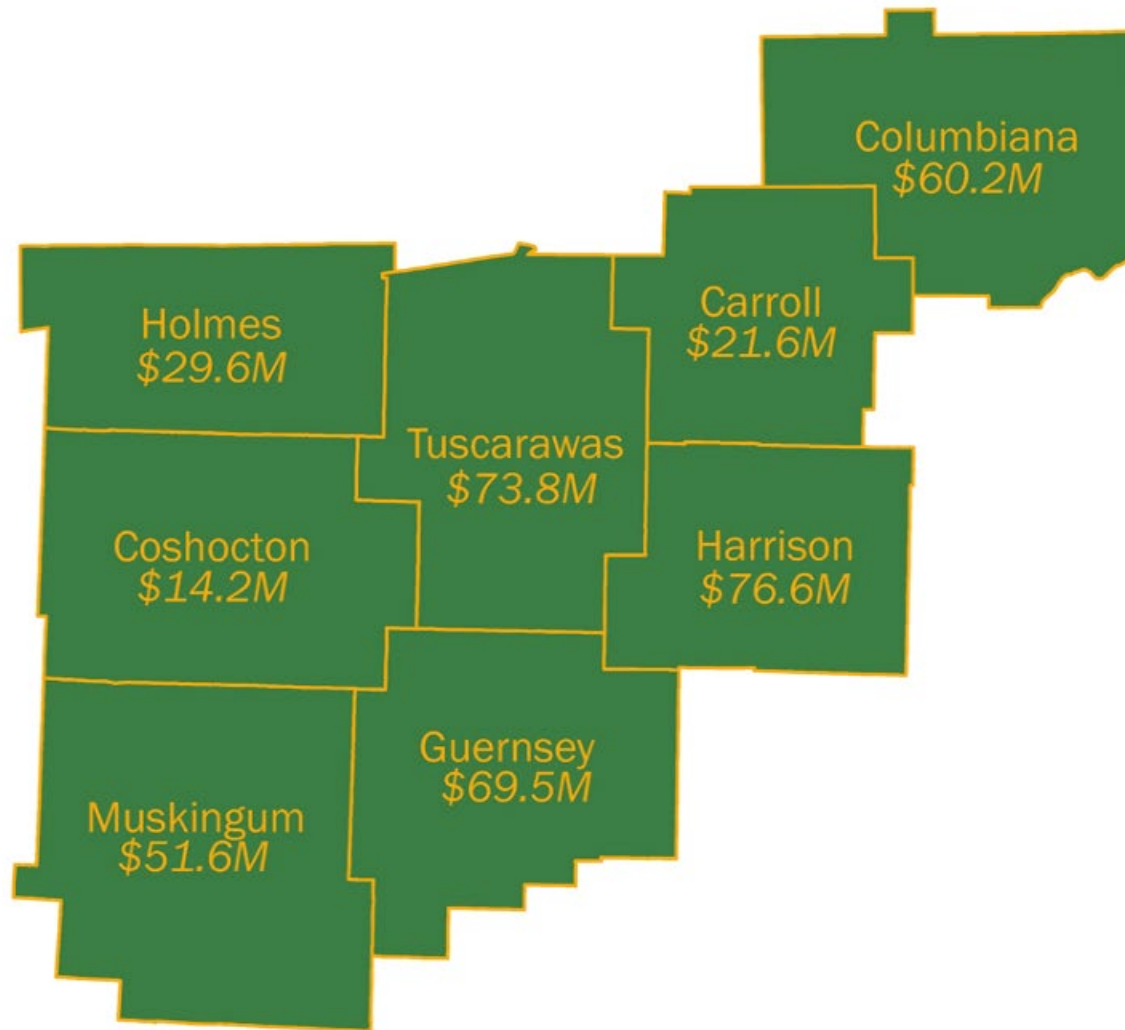 Columbiana
$60.2M
Holmes
$29.6M
Carroll
$21.6M
Tuscarawas
$73.8M
Coshocton
$14.2M
Harrison
$76.6M
Guernsey
$69.5M
Muskingum
$51.6M